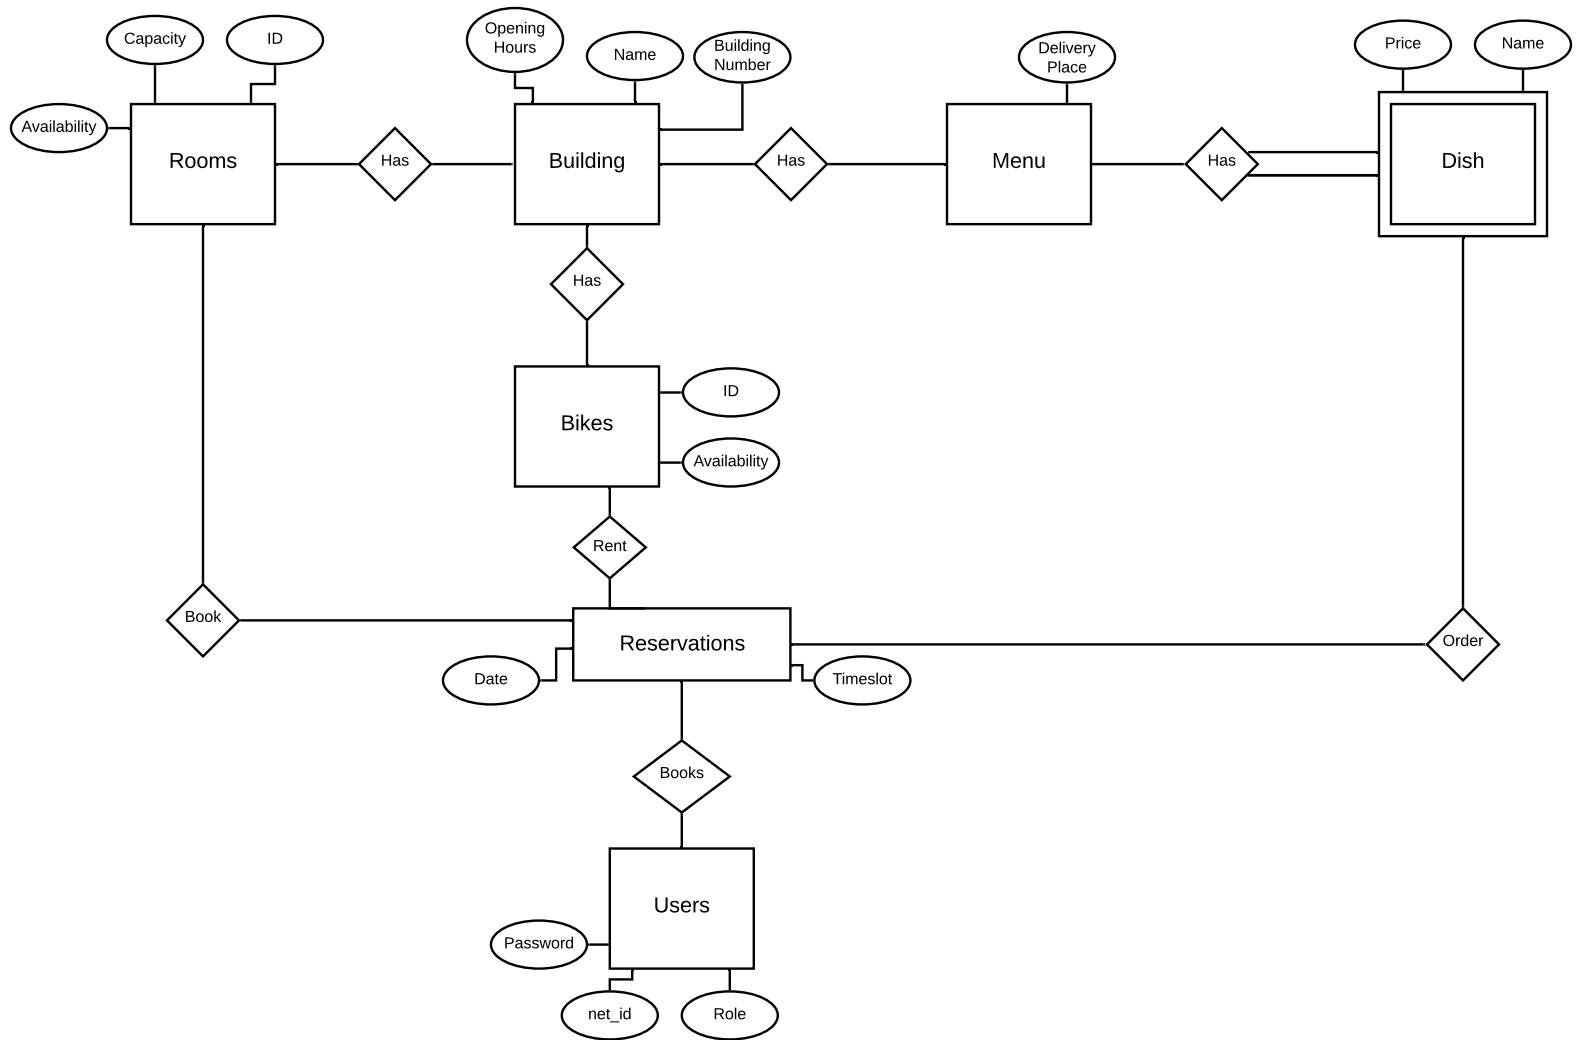 Capacity
ID
Opening
Hours
Name
Building
Number
Delivery
Place
Price
Name
Availability
Rooms
Has
Building
Has
Menu
Has
Dish
Has
Bikes
ID
Availability
Rent
Book
Reservations
Order
Date
Timeslot
Books
Users
Password
net_id
Role